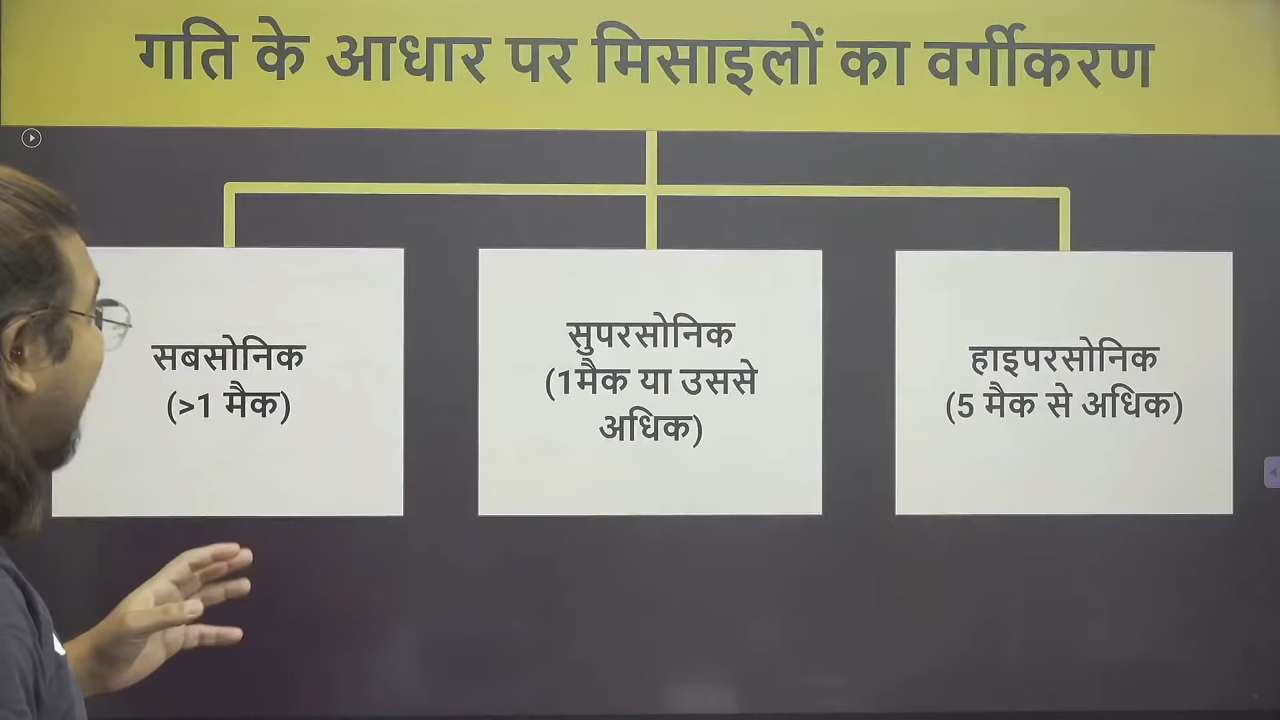 गति के आधार पर मिसाइलों का वर्गीकरण
सबसोनिक
(>1 मैक)
सुपरसोनिक
(1मैक या उससे
अधिक)
हाइपरसोनिक
(5 मैक से अधिक)